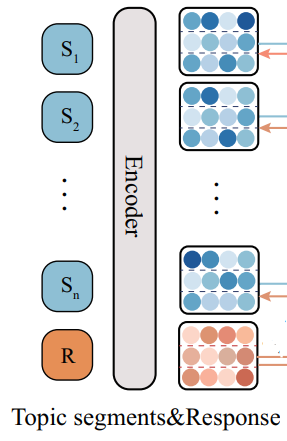 S1
S2
Encoder
Sn
R
Topic segments&Response